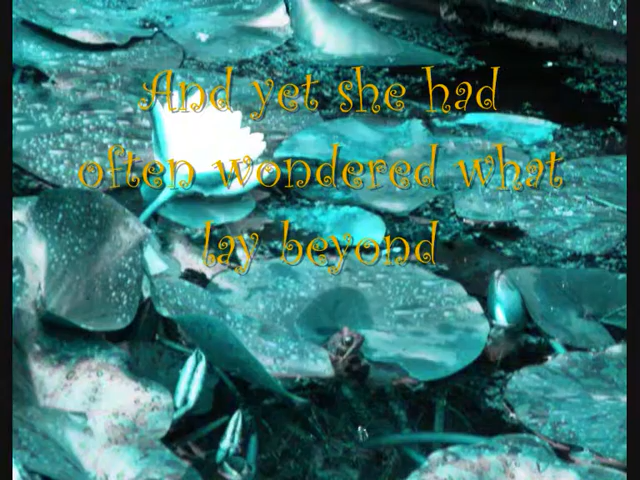 And yet she had
often wondered what
lay beyond